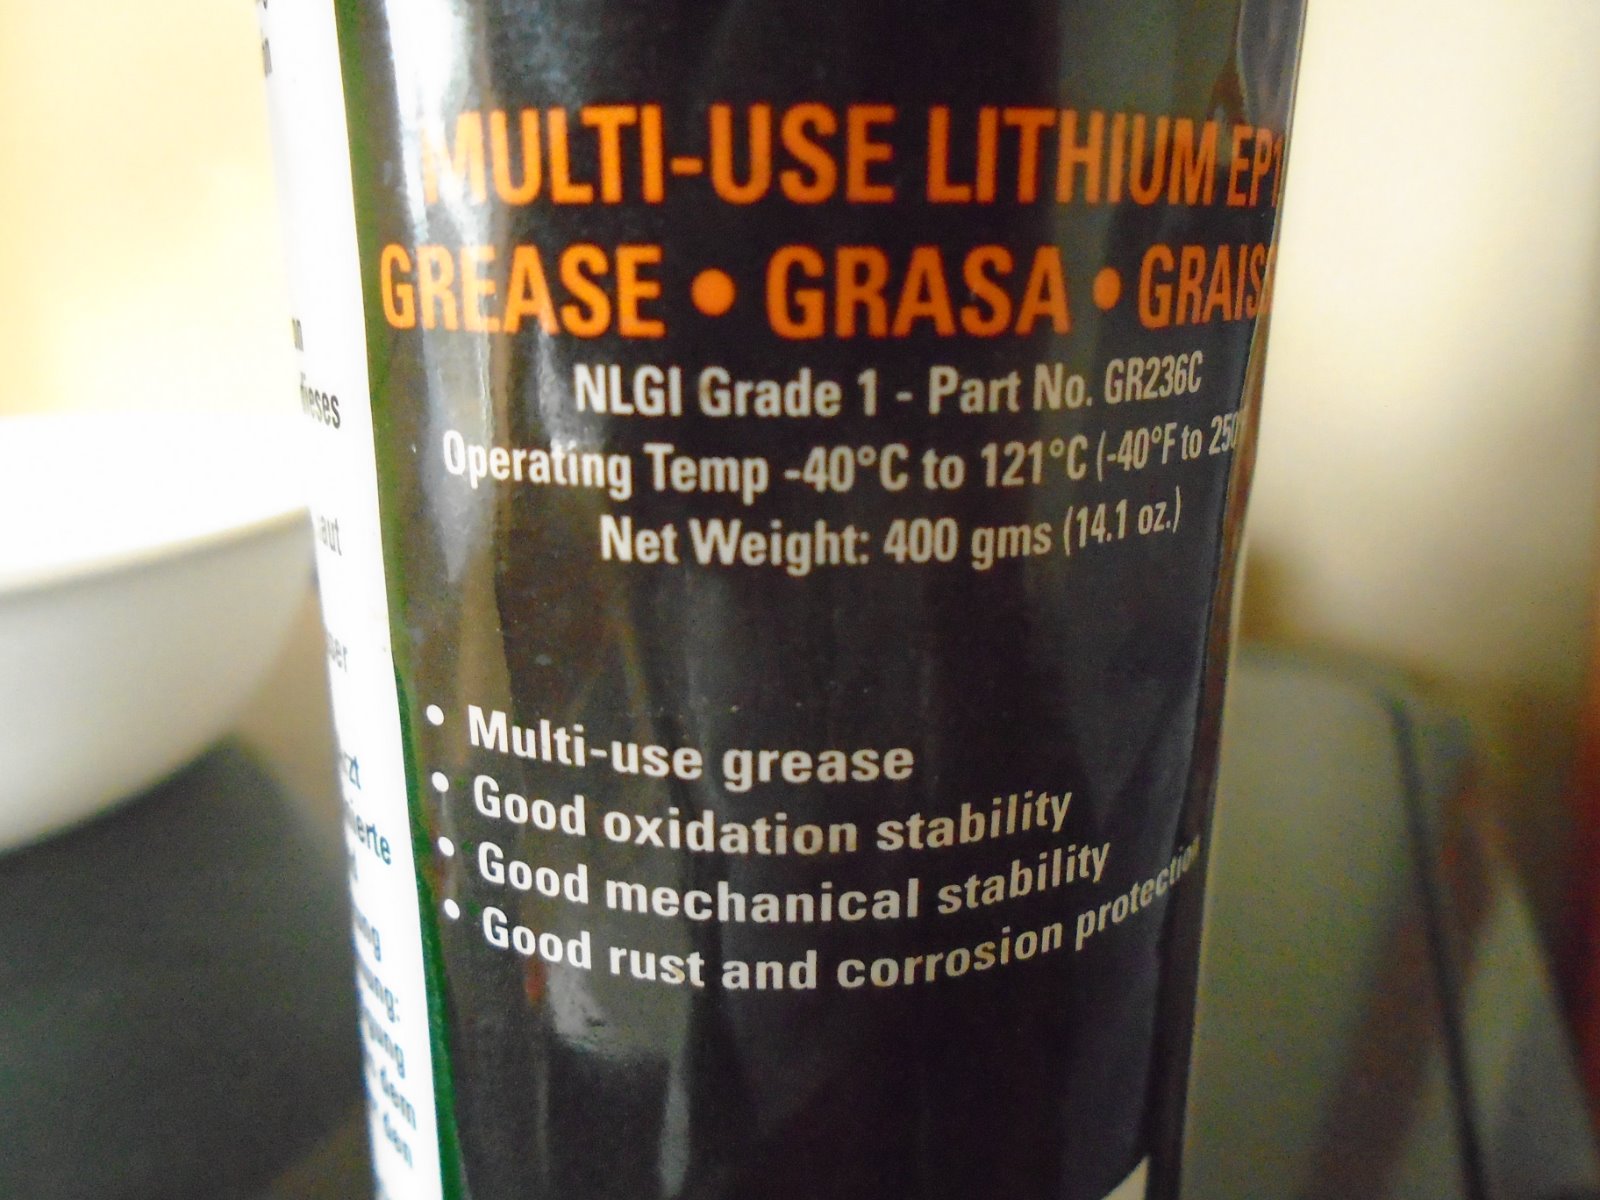 MULTI-USE LITHIUM EP1
GREASE • GRASA •
NLGI Grade 1 - Part No. GR236C
Operating Temp -40°C to 121°C (-40°F to
Net Weight: 400 gms (14.1 oz.)
• Multi-use grease
• Good oxidation stability
• Good mechanical stability
• Good rust and corrosion protection